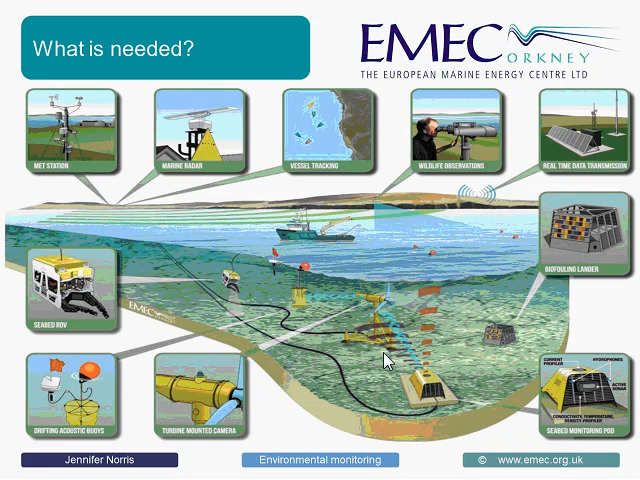 What is needed?
EMEC
ORKNEY
THE EUROPEAN MARINE ENERGY CENTRE LTD
MET STATION
MARINE RADAR
VESSEL TRACKING
WILDLIFE OBSERVATIONS
REAL TIME DATA TRANSMISSION
BIOFOULING LANDER
SEABED ROV
EMEC
ORKNEY
DRIFTING ACOUSTIC BUOYS
TURBINE MOUNTED CAMERA
CURRENT
PROFILER
HYDROPHONES
ACTIVE
SONAR
CONDUCTIVITY, TEMPERATURE,
DENSITY PROFILER
SEABED MONITORING POD
Jennifer Norris
Environmental monitoring
© www.emec.org.uk